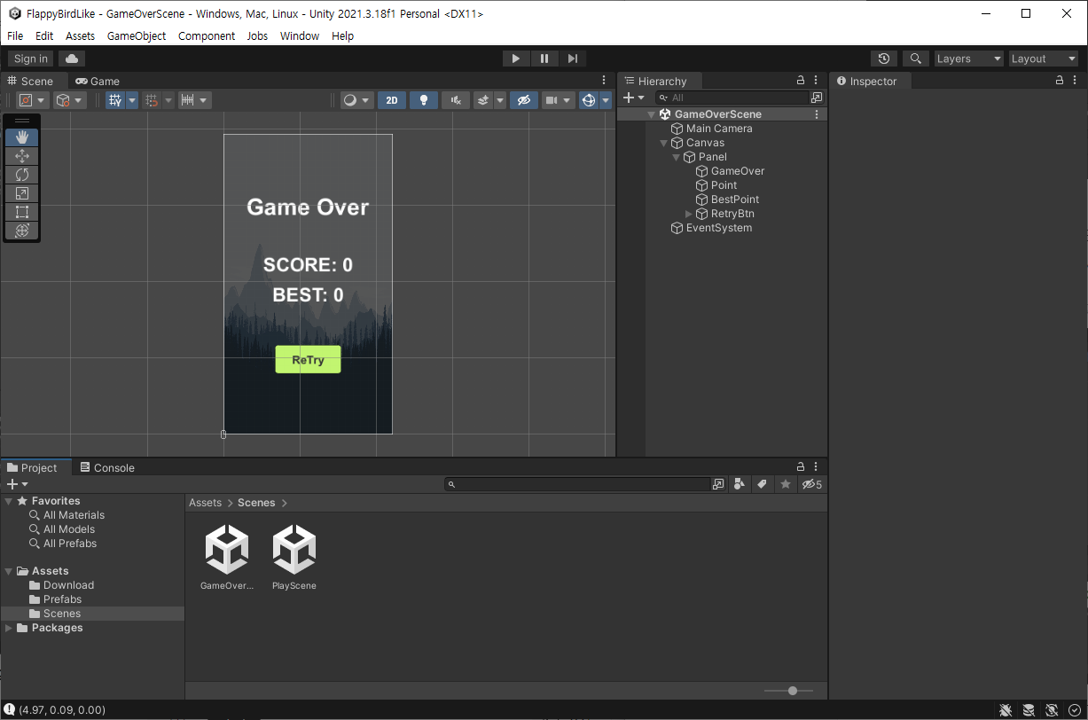 FlappyBirdLike - GameOverScene - Windows, Mac, Linux - Unity 2021.3.18f1 Personal <DX11>
File Edit Assets GameObject Component Jobs Window Help
Sign in Layers Layout
Scene Game
2D
Game Over
SCORE: 0
BEST: 0
ReTry
Hierarchy
All
GameOverScene
Main Camera
Canvas
Panel
GameOver
Point
BestPoint
RetryBtn
EventSystem
Inspector
Project Console
5
Favorites
All Materials
All Models
All Prefabs
Assets
Download
Prefabs
Scenes
Packages
Assets > Scenes >
GameOver... PlayScene
(4.97, 0.09, 0.00)